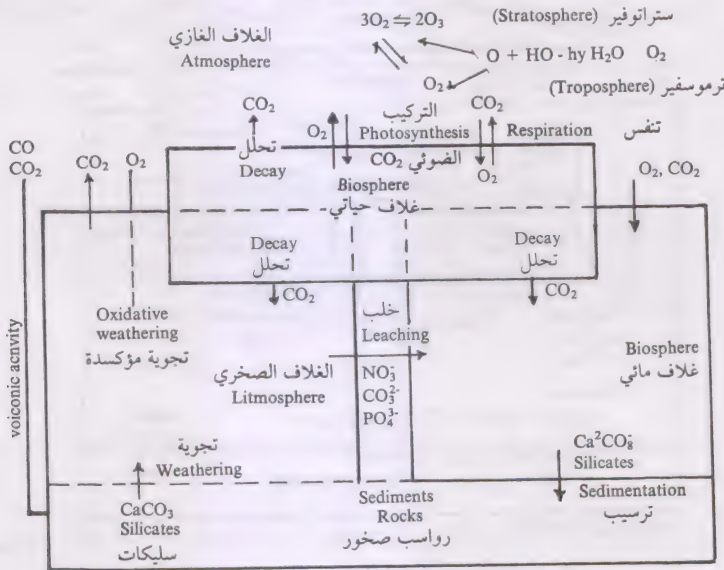 3O₂ ⇌ 2O₃ (Stratosphere) ستراتوفير
الغلاف الغازي
Atmosphere
O + HO - hy H₂O O₂
O₂
(Troposphere) ترموسفير
CO₂
تحلل
Decay
O₂
التركيب
Photosynthesis
CO₂ الضوئي
CO₂
O₂
Respiration تنفس
CO
CO₂
CO₂
O₂
O₂, CO₂
Biosphere
غلاف حياتي
Decay
تحلل
CO₂
Decay
تحلل
CO₂
Oxidative
weathering
تجوية مؤكسدة
خلب
Leaching
الغلاف الصخري
Litmosphere
NO₃⁻
CO₃²⁻
PO₄³⁻
Biosphere
غلاف مائي
voiconic acnvity
تجوية
Weathering
CaCO₃
Silicates
سليكات
Sediments
Rocks
رواسب صخور
Ca²CO₈⁻
Silicates
Sedimentation
ترسيب